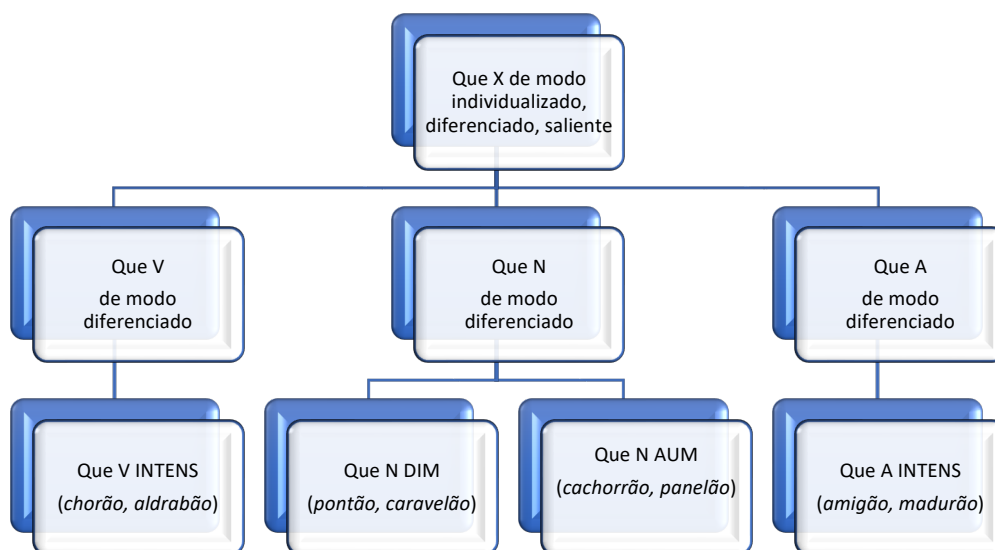 Que X de modo
individualizado,
diferenciado, saliente
Que V
de modo
diferenciado
Que N
de modo
diferenciado
Que A
de modo
diferenciado
Que V INTENS
(chorão, aldrabão)
Que N DIM
(pontão, caravelão)
Que N AUM
(cachorrão, panelão)
Que A INTENS
(amigão, madurão)